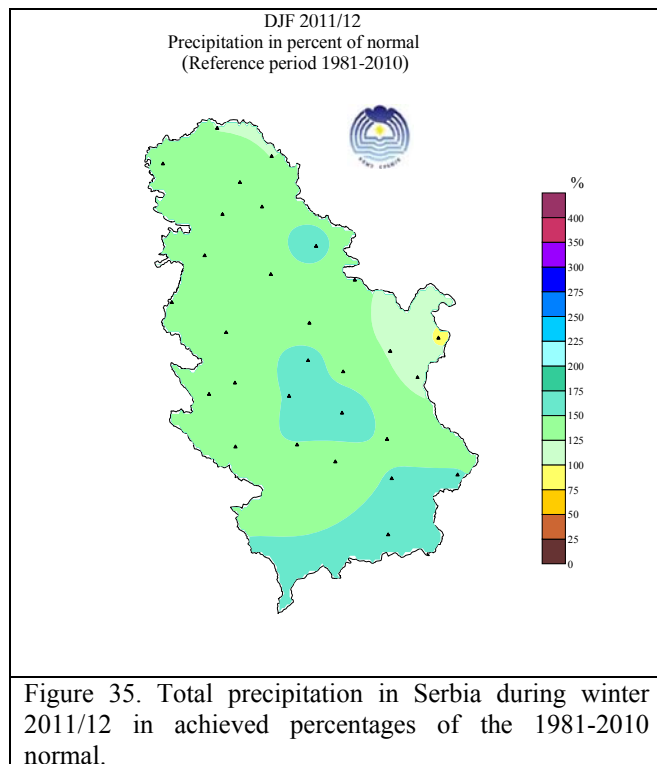 DJF 2011/12
Precipitation in percent of normal
(Reference period 1981-2010)
%
400
350
300
275
250
225
200
175
150
125
100
75
50
25
0
Figure 35. Total precipitation in Serbia during winter
2011/12 in achieved percentages of the 1981-2010
normal.